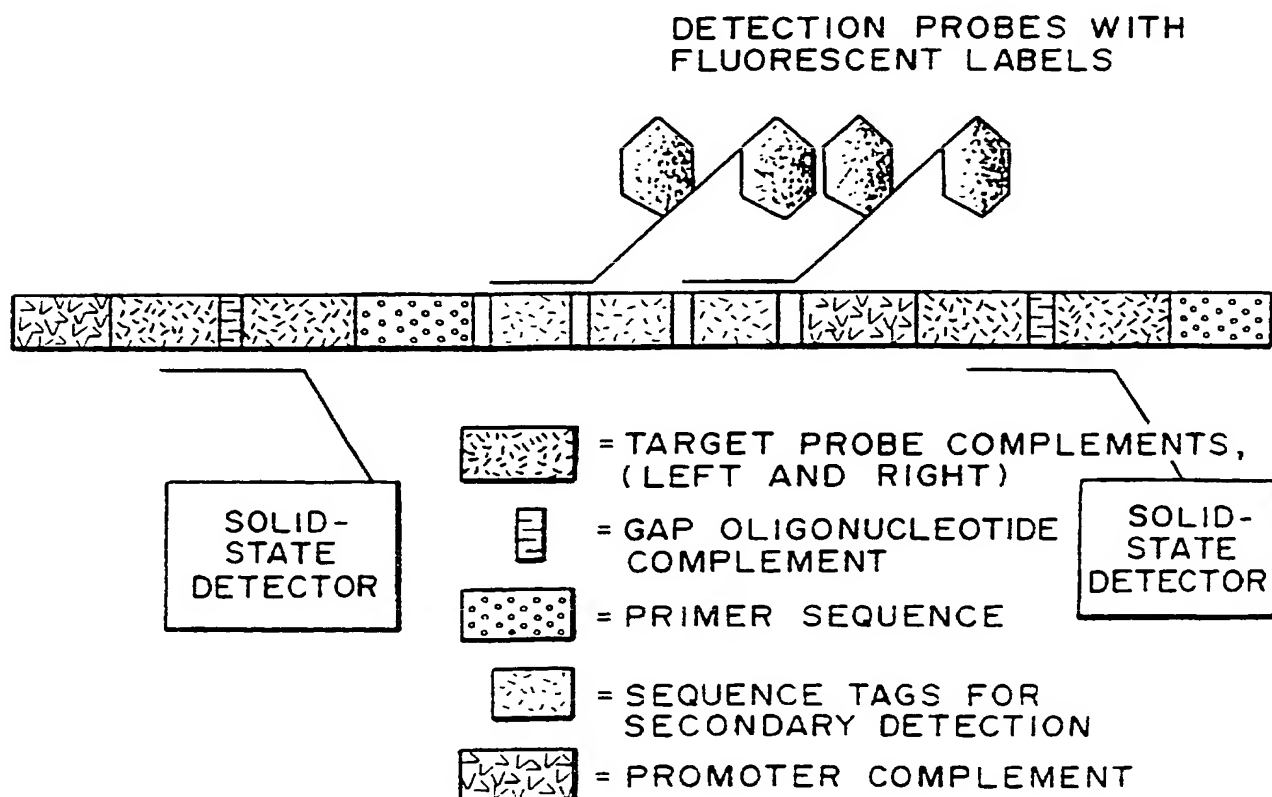 DETECTION PROBES WITH
FLUORESCENT LABELS
SOLID-
STATE
DETECTOR
= TARGET PROBE COMPLEMENTS,
(LEFT AND RIGHT)
= GAP OLIGONUCLEOTIDE
COMPLEMENT
= PRIMER SEQUENCE
= SEQUENCE TAGS FOR
SECONDARY DETECTION
= PROMOTER COMPLEMENT
SOLID-
STATE
DETECTOR